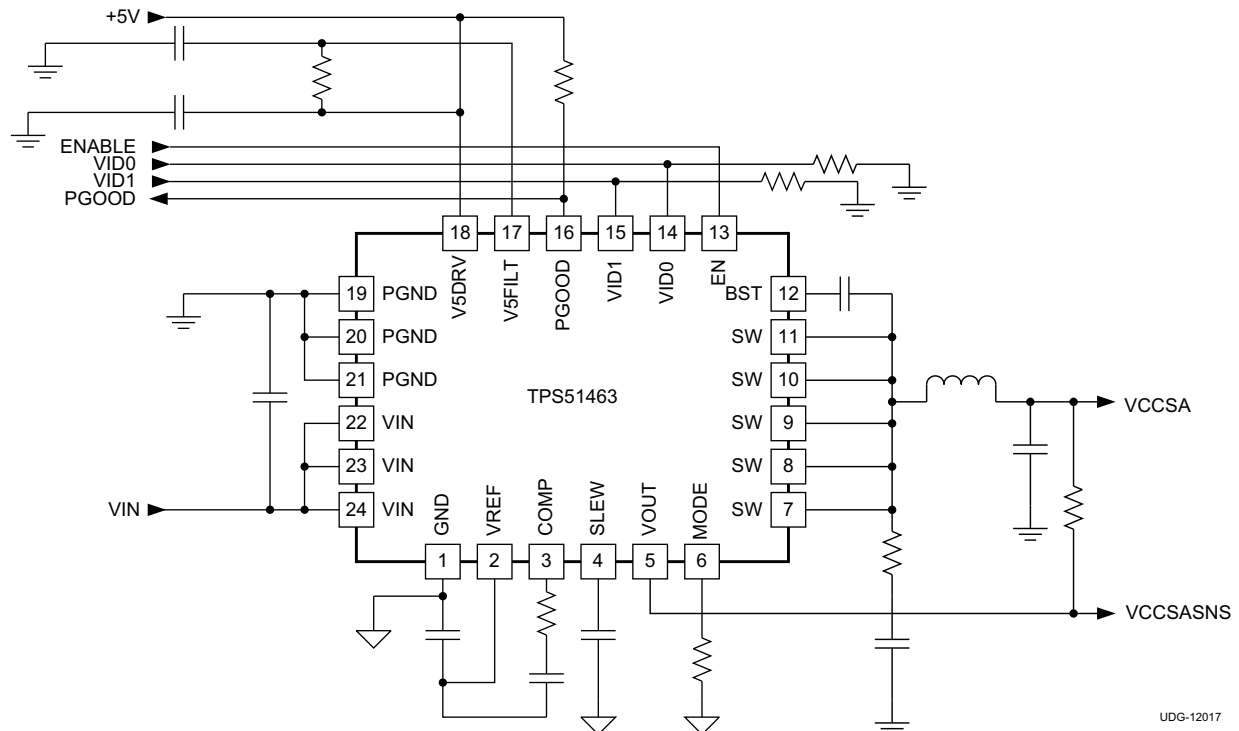 +5V
ENABLE
VID0
VID1
PGOOD
18
17
16
15
14
13
V5DRV
V5FILT
PGOOD
VID1
VID0
EN
19 PGND
20 PGND
21 PGND
22 VIN
23 VIN
24 VIN
VIN
TPS51463
BST 12
SW 11
SW 10
SW 9
SW 8
SW 7
VCCSA
VCCSASNS
GND
VREF
COMP
SLEW
VOUT
MODE
1
2
3
4
5
6
UDG-12017